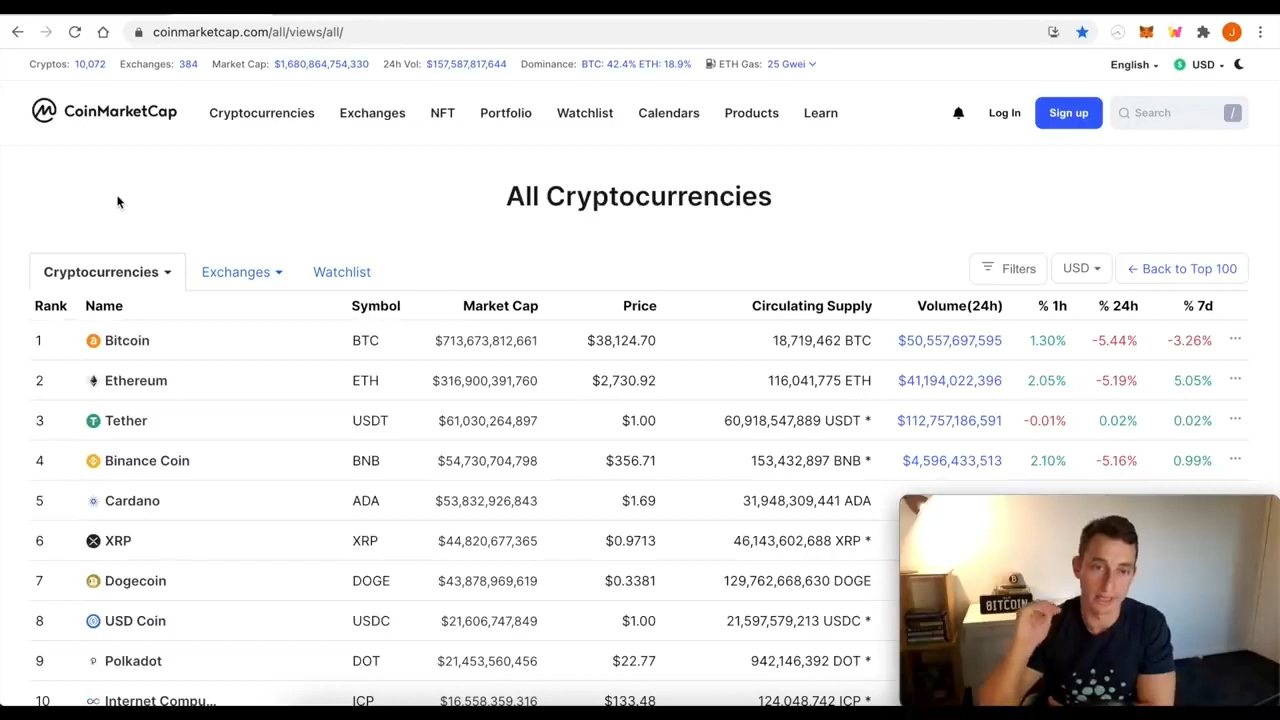 coinmarketcap.com/all/views/all/
J
Cryptos: 10,072 Exchanges: 384 Market Cap: $1,680,864,754,330 24h Vol: $157,587,817,644 Dominance: BTC: 42.4% ETH: 18.9% ETH Gas: 25 Gwei English USD
CoinMarketCap Cryptocurrencies Exchanges NFT Portfolio Watchlist Calendars Products Learn Log In Sign up Search /
All Cryptocurrencies
Cryptocurrencies Exchanges Watchlist Filters USD ← Back to Top 100
Rank Name Symbol Market Cap Price Circulating Supply Volume(24h) % 1h % 24h % 7d
1 Bitcoin BTC $713,673,812,661 $38,124.70 18,719,462 BTC $50,557,697,595 1.30% -5.44% -3.26% ...
2 Ethereum ETH $316,900,391,760 $2,730.92 116,041,775 ETH $41,194,022,396 2.05% -5.19% 5.05% ...
3 Tether USDT $61,030,264,897 $1.00 60,918,547,889 USDT * $112,757,186,591 -0.01% 0.02% 0.02% ...
4 Binance Coin BNB $54,730,704,798 $356.71 153,432,897 BNB * $4,596,433,513 2.10% -5.16% 0.99% ...
5 Cardano ADA $53,832,926,843 $1.69 31,948,309,441 ADA
6 XRP XRP $44,820,677,365 $0.9713 46,143,602,688 XRP *
7 Dogecoin DOGE $43,878,969,619 $0.3381 129,762,668,630 DOGE
8 USD Coin USDC $21,606,747,849 $1.00 21,597,579,213 USDC *
9 Polkadot DOT $21,453,560,456 $22.77 942,146,392 DOT *
10 Internet Compu... ICP $16,558,359,316 $133.48 124,048,742 ICP *
BITCOIN